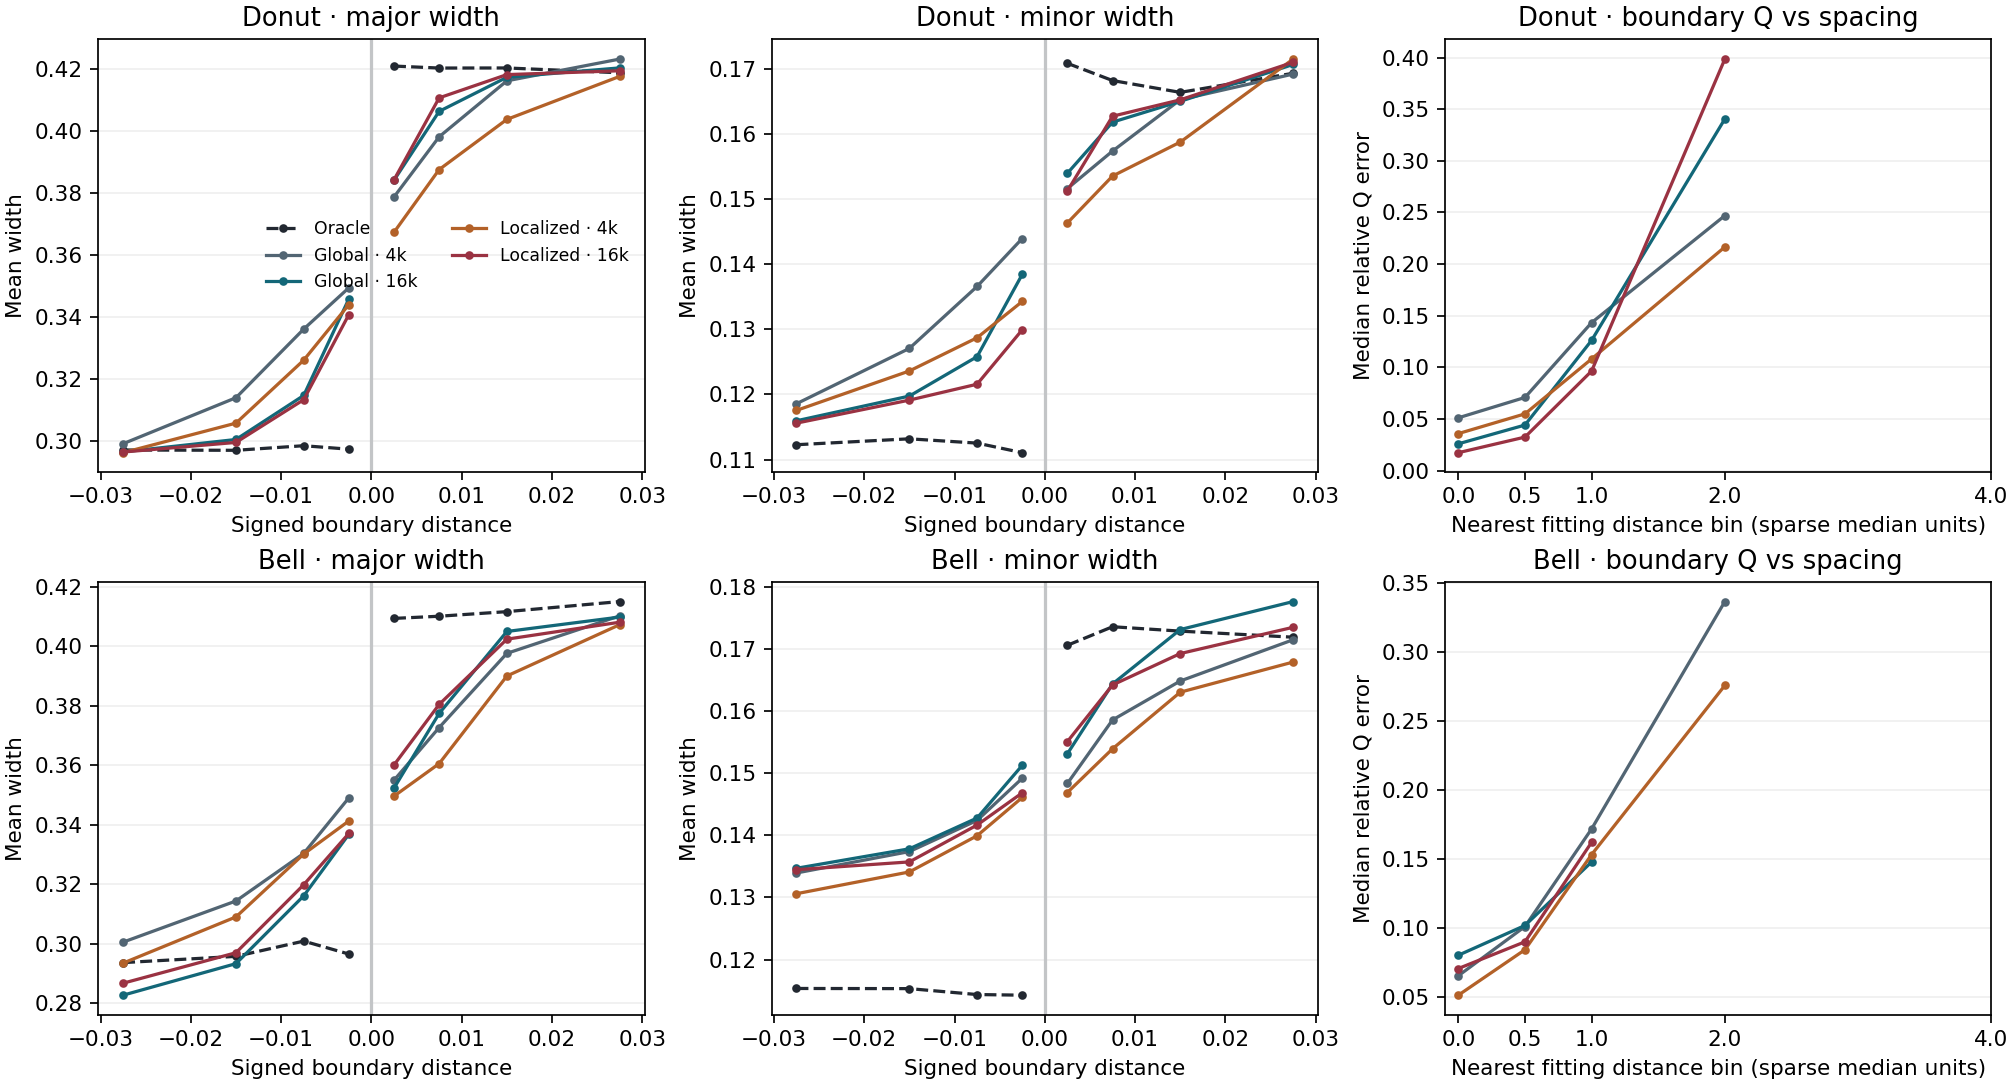 Donut · major width
Donut · minor width
Donut · boundary Q vs spacing
0.42
0.40
0.38
0.36
0.34
0.32
0.30
Mean width
Oracle
Global · 4k
Global · 16k
Localized · 4k
Localized · 16k
−0.03 −0.02 −0.01 0.00 0.01 0.02 0.03
Signed boundary distance
0.17
0.16
0.15
0.14
0.13
0.12
0.11
Mean width
−0.03 −0.02 −0.01 0.00 0.01 0.02 0.03
Signed boundary distance
0.40
0.35
0.30
0.25
0.20
0.15
0.10
0.05
0.00
Median relative Q error
0.0 0.5 1.0 2.0 4.0
Nearest fitting distance bin (sparse median units)
Bell · major width
Bell · minor width
Bell · boundary Q vs spacing
0.42
0.40
0.38
0.36
0.34
0.32
0.30
0.28
Mean width
−0.03 −0.02 −0.01 0.00 0.01 0.02 0.03
Signed boundary distance
0.18
0.17
0.16
0.15
0.14
0.13
0.12
Mean width
−0.03 −0.02 −0.01 0.00 0.01 0.02 0.03
Signed boundary distance
0.35
0.30
0.25
0.20
0.15
0.10
0.05
Median relative Q error
0.0 0.5 1.0 2.0 4.0
Nearest fitting distance bin (sparse median units)